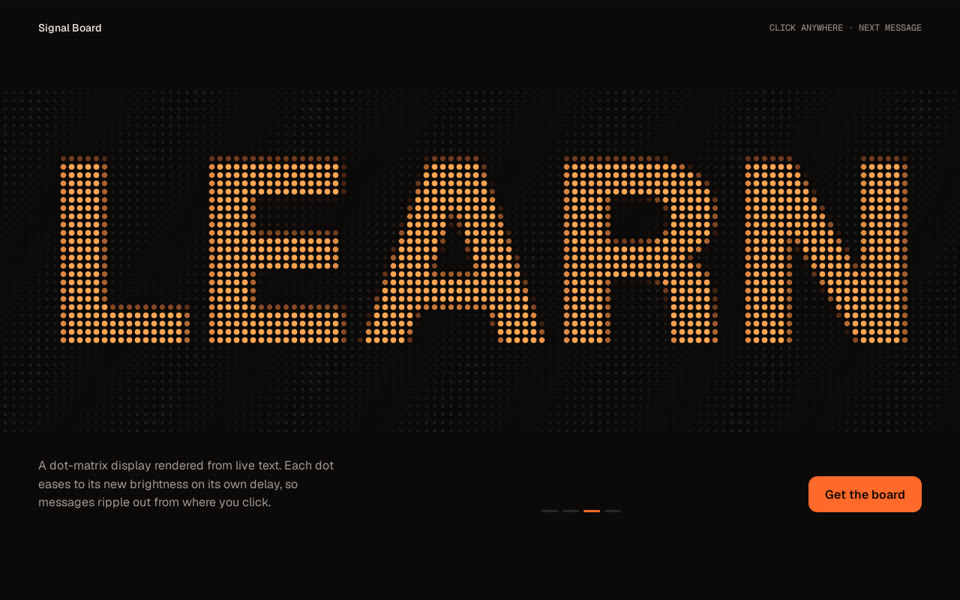 Signal Board
CLICK ANYWHERE · NEXT MESSAGE
LEARN
A dot-matrix display rendered from live text. Each dot
eases to its new brightness on its own delay, so
messages ripple out from where you click.
Get the board